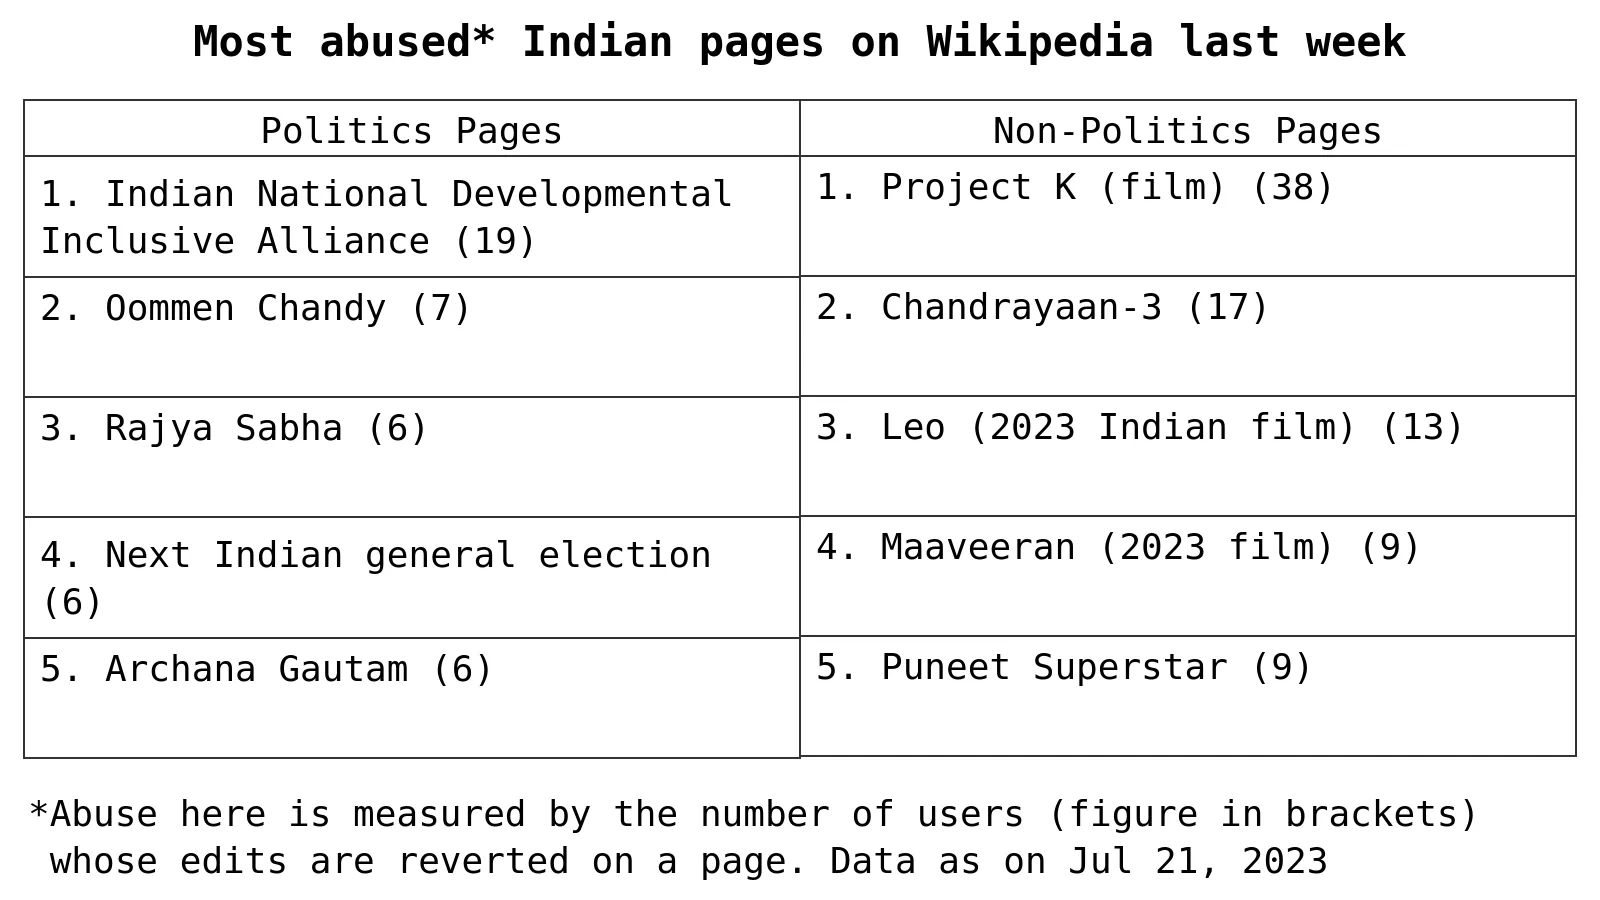 Most abused* Indian pages on Wikipedia last week
Politics Pages
1. Indian National Developmental
Inclusive Alliance (19)
2. Oommen Chandy (7)
3. Rajya Sabha (6)
4. Next Indian general election
(6)
5. Archana Gautam (6)
Non-Politics Pages
1. Project K (film) (38)
2. Chandrayaan-3 (17)
3. Leo (2023 Indian film) (13)
4. Maaveeran (2023 film) (9)
5. Puneet Superstar (9)
*Abuse here is measured by the number of users (figure in brackets)
whose edits are reverted on a page. Data as on Jul 21, 2023